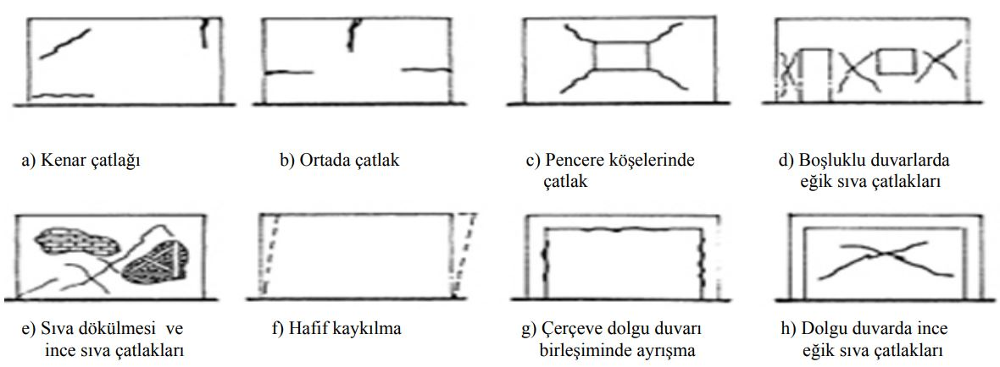 a) Kenar çatlağı
b) Ortada çatlak
c) Pencere köşelerinde
çatlak
d) Boşluklu duvarlarda
eğik sıva çatlakları
e) Sıva dökülmesi ve
ince sıva çatlakları
f) Hafif kaykılma
g) Çerçeve dolgu duvarı
birleşiminde ayrışma
h) Dolgu duvarda ince
eğik sıva çatlakları